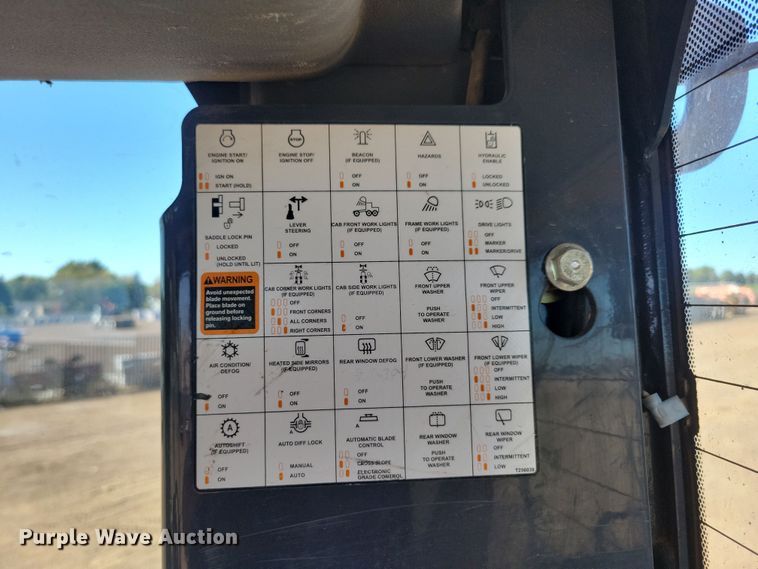 ENGINE START/
IGNITION ON
IGN ON
START (HOLD)
STOP
ENGINE STOP/
IGNITION OFF
BEACON
(IF EQUIPPED)
OFF
ON
HAZARDS
OFF
ON
HYDRAULIC
ENABLE
LOCKED
UNLOCKED
SADDLE LOCK PIN
LOCKED
UNLOCKED
(HOLD UNTIL LIT)
WARNING
Avoid unexpected
blade movement.
Place blade on
ground before
releasing locking
pin.
LEVER
STEERING
OFF
ON
CAB FRONT WORK LIGHTS
(IF EQUIPPED)
OFF
ON
FRAME WORK LIGHTS
(IF EQUIPPED)
OFF
ON
DRIVE LIGHTS
OFF
MARKER
MARKER/DRIVE
CAB CORNER WORK LIGHTS
(IF EQUIPPED)
OFF
FRONT CORNERS
ALL CORNERS
RIGHT CORNERS
CAB SIDE WORK LIGHTS
(IF EQUIPPED)
OFF
ON
FRONT UPPER
WASHER
PUSH
TO OPERATE
WASHER
FRONT UPPER
WIPER
OFF
INTERMITTENT
LOW
HIGH
AIR CONDITION/
DEFOG
OFF
ON
HEATED SIDE MIRRORS
(IF EQUIPPED)
OFF
ON
REAR WINDOW DEFOG
OFF
ON
FRONT LOWER WASHER
(IF EQUIPPED)
PUSH
TO OPERATE
WASHER
FRONT LOWER WIPER
(IF EQUIPPED)
OFF
INTERMITTENT
LOW
HIGH
A
AUTOSHIFT
(IF EQUIPPED)
OFF
ON
A
AUTO DIFF LOCK
MANUAL
AUTO
A
AUTOMATIC BLADE
CONTROL
OFF
CROSS SLOPE
ELECTRONIC
GRADE CONTROL
REAR WINDOW
WASHER
PUSH
TO OPERATE
WASHER
REAR WINDOW
WIPER
OFF
INTERMITTENT
LOW
Purple Wave Auction